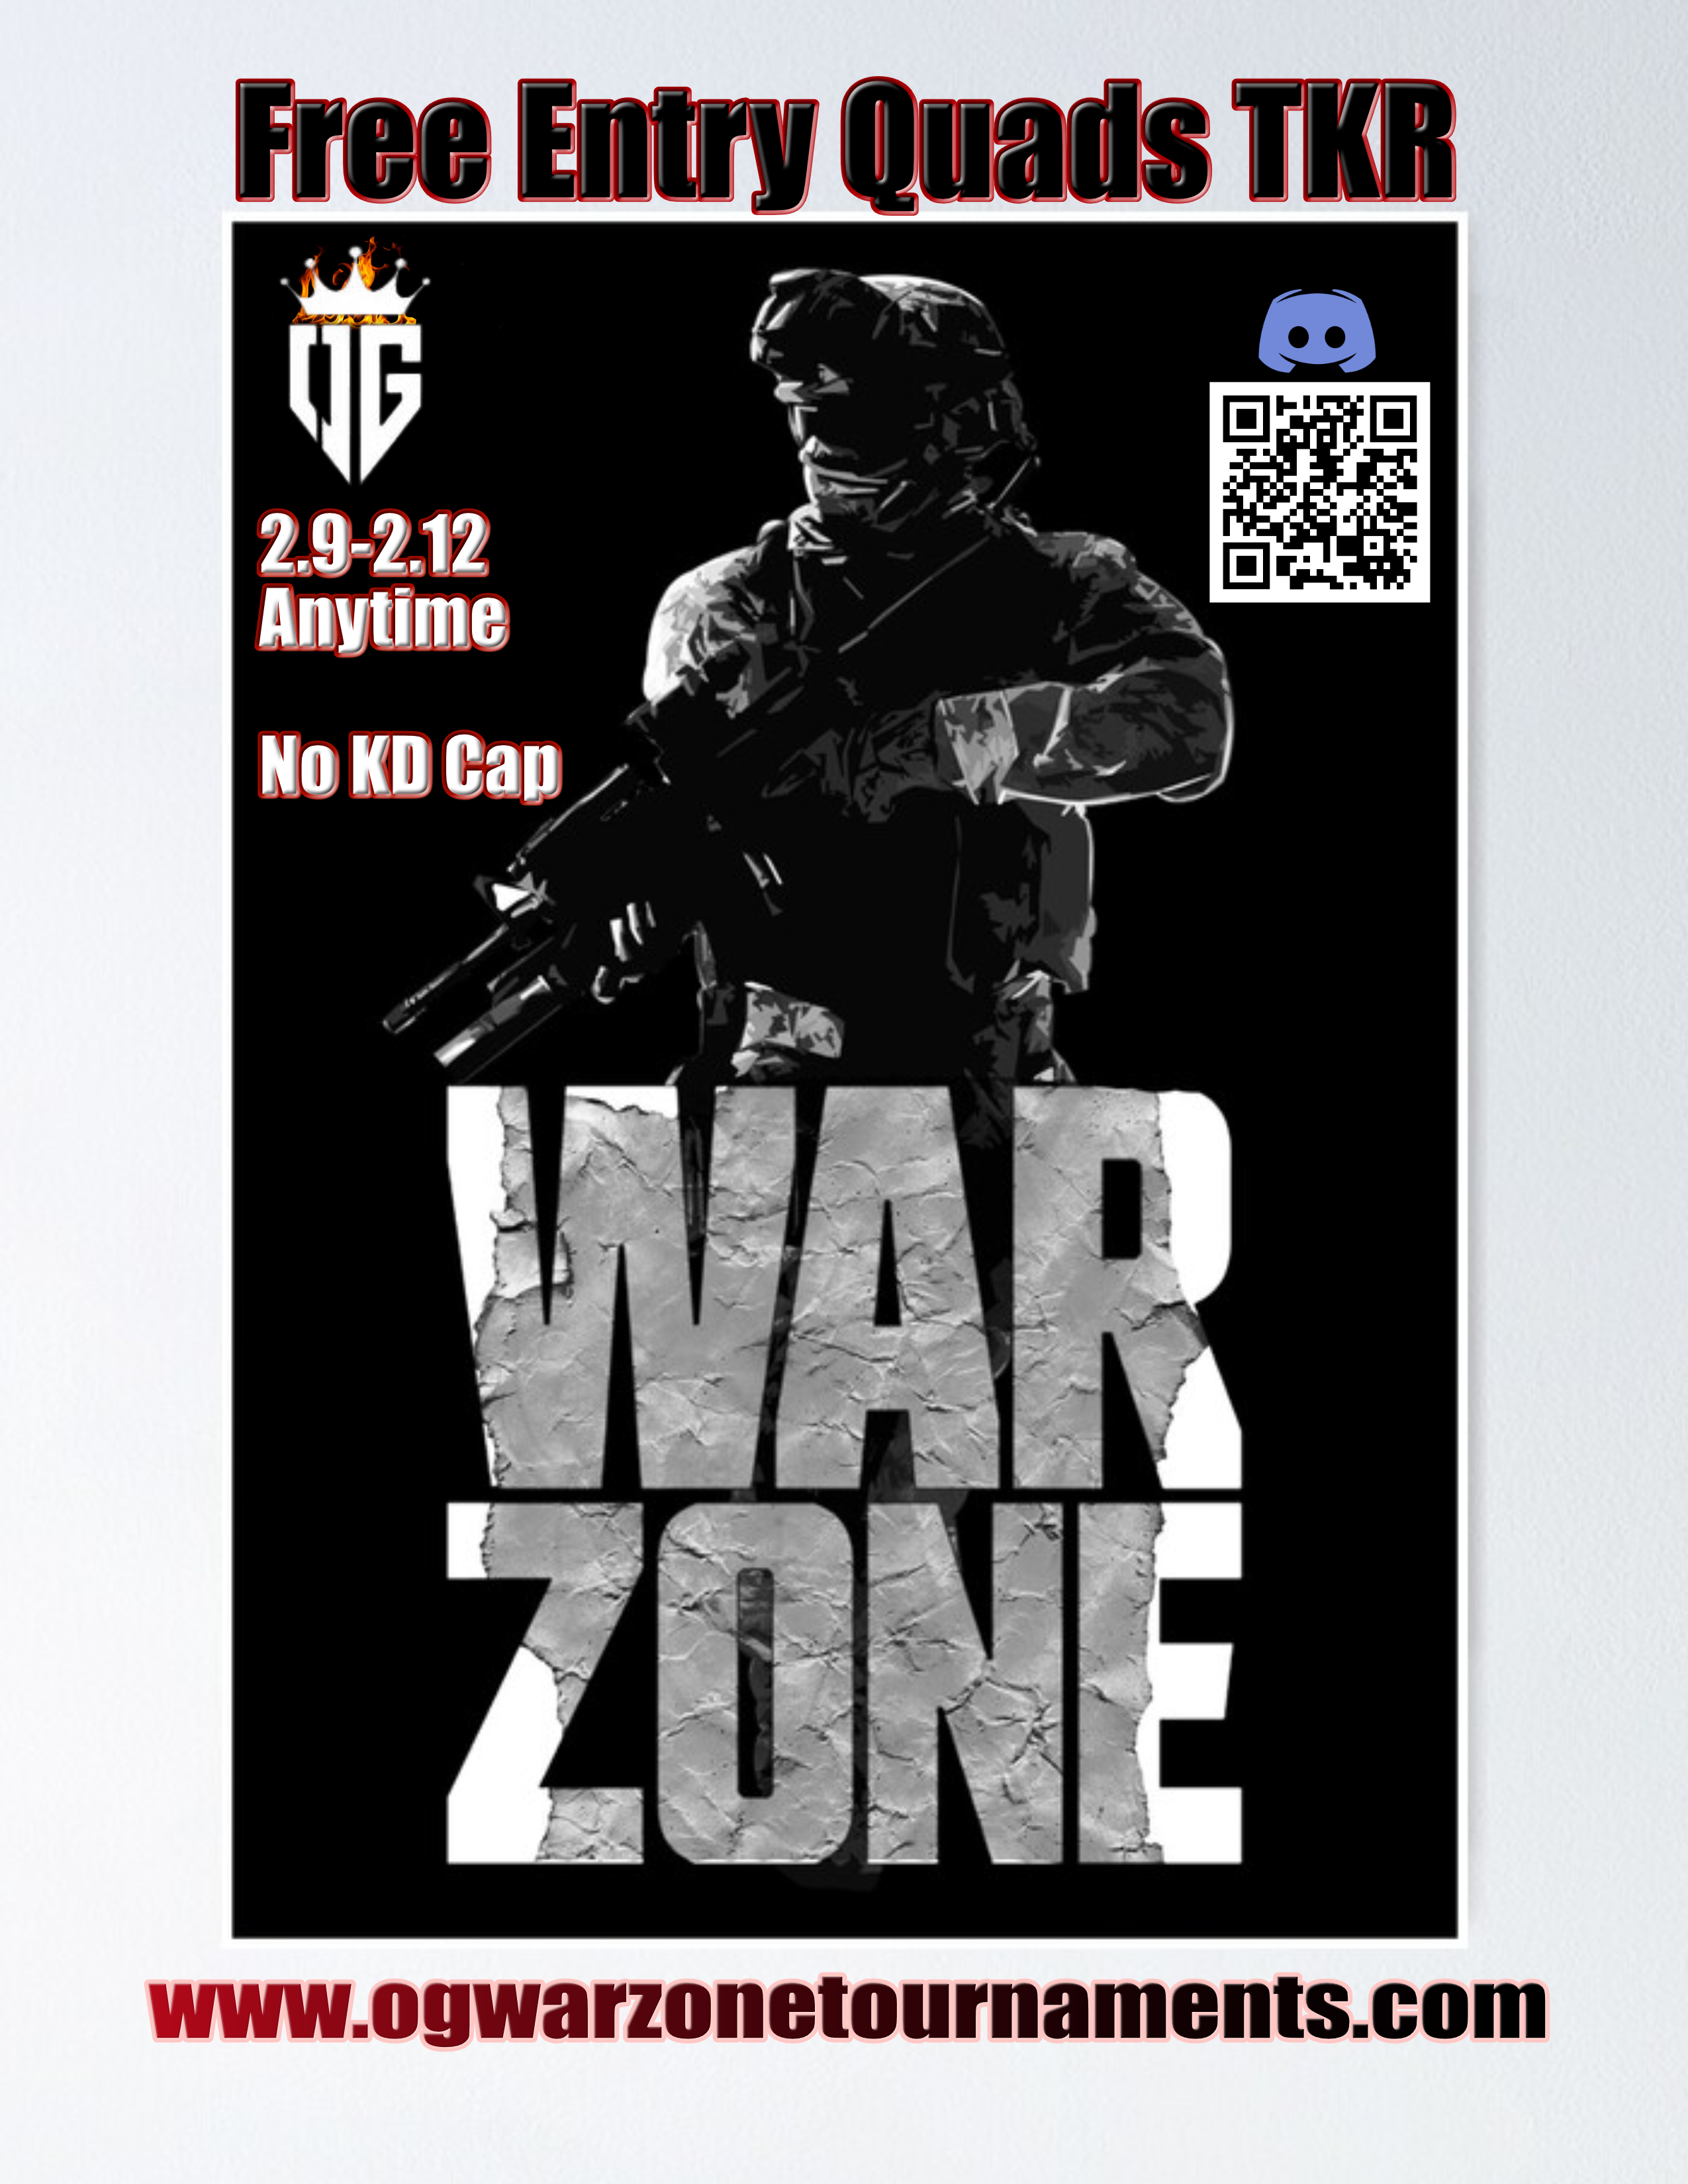 Free Entry Quads TKR
OG
2.9-2.12
Anytime
No KD Cap
WAR
ZONE
www.ogwarzonetournaments.com